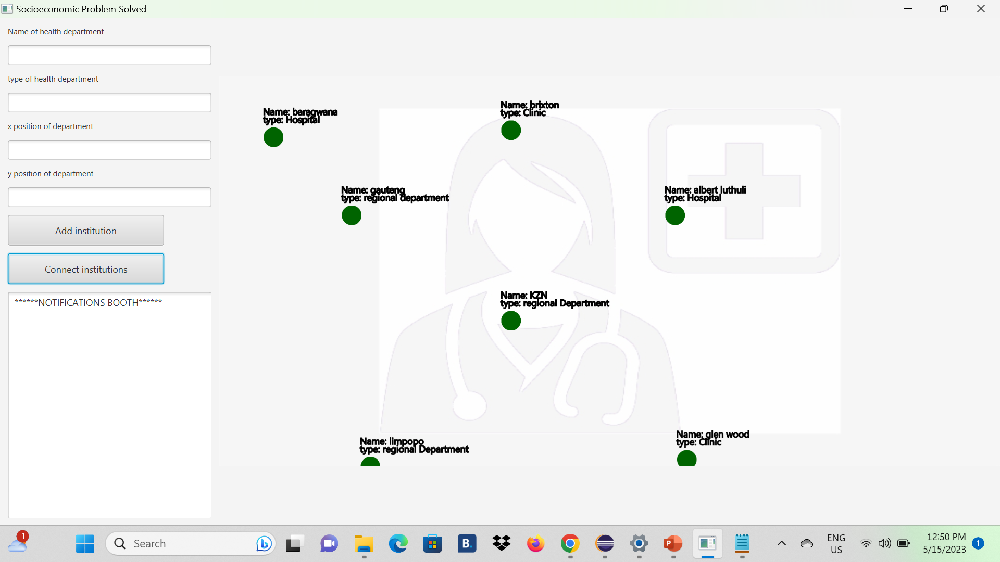 Socioeconomic Problem Solved
Name of health department
type of health department
x position of department
y position of department
Add institution
Connect institutions
******NOTIFICATIONS BOOTH******
Name: baragwana
type: Hospital
Name: brixton
type: Clinic
Name: gauteng
type: regional department
Name: albert luthuli
type: Hospital
Name: KZN
type: regional Department
Name: limpopo
type: regional Department
Name: glen wood
type: Clinic
1
Search
B.
P
ENG
US
12:50 PM
5/15/2023
1